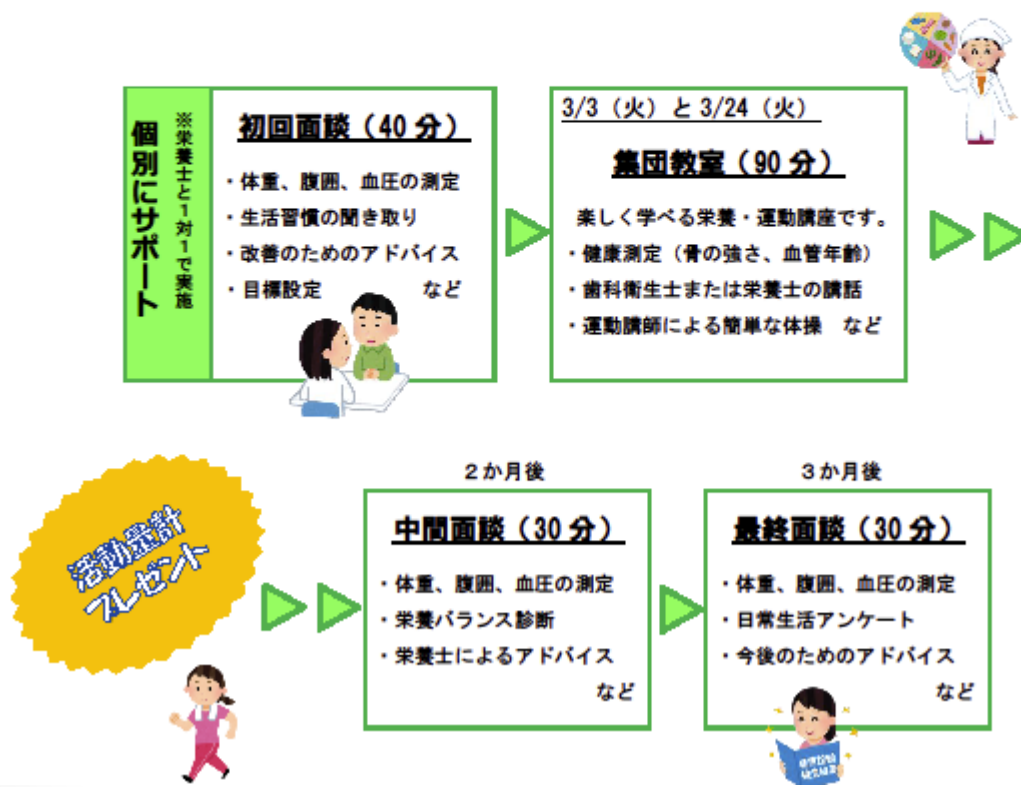 個別にサポート
※栄養士と1対1で実施
初回面談（40分）
・体重、腹囲、血圧の測定
・生活習慣の聞き取り
・改善のためのアドバイス
・目標設定　など
3/3（火）と3/24（火）
集団教室（90分）
楽しく学べる栄養・運動講座です。
・健康測定（骨の強さ、血管年齢）
・歯科衛生士または栄養士の講話
・運動講師による簡単な体操　など
活動量計
プレゼント
２か月後
中間面談（30分）
・体重、腹囲、血圧の測定
・栄養バランス診断
・栄養士によるアドバイス
など
３か月後
最終面談（30分）
・体重、腹囲、血圧の測定
・日常生活アンケート
・今後のためのアドバイス
など